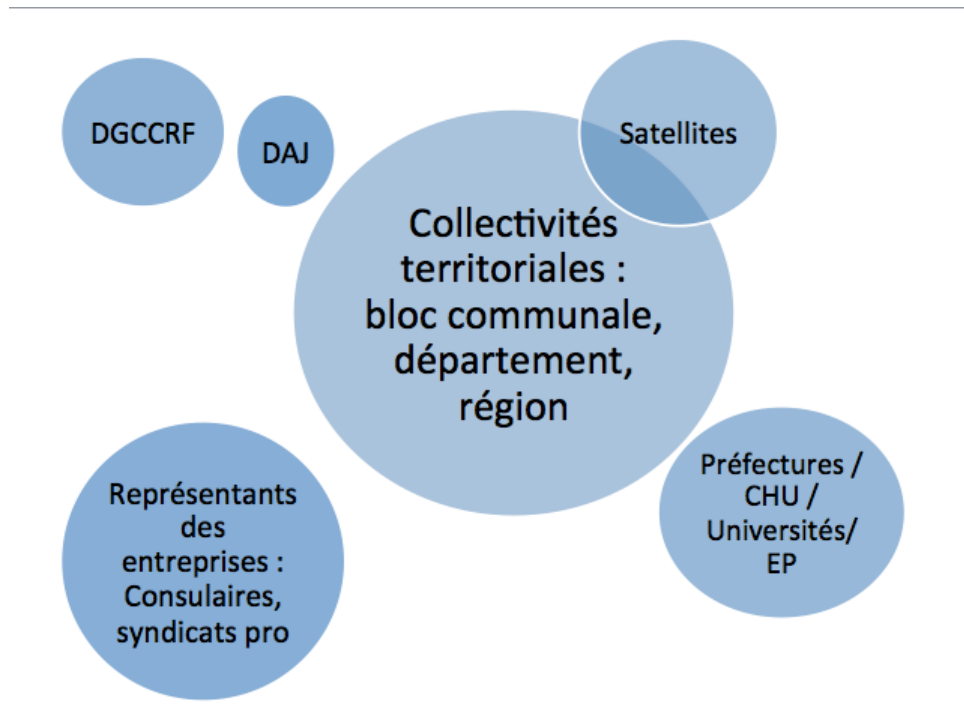 DGCCRF
DAJ
Satellites
Collectivités
territoriales :
bloc communale,
département,
région
Représentants
des
entreprises :
Consulaires,
syndicats pro
Préfectures /
CHU /
Universités/
EP